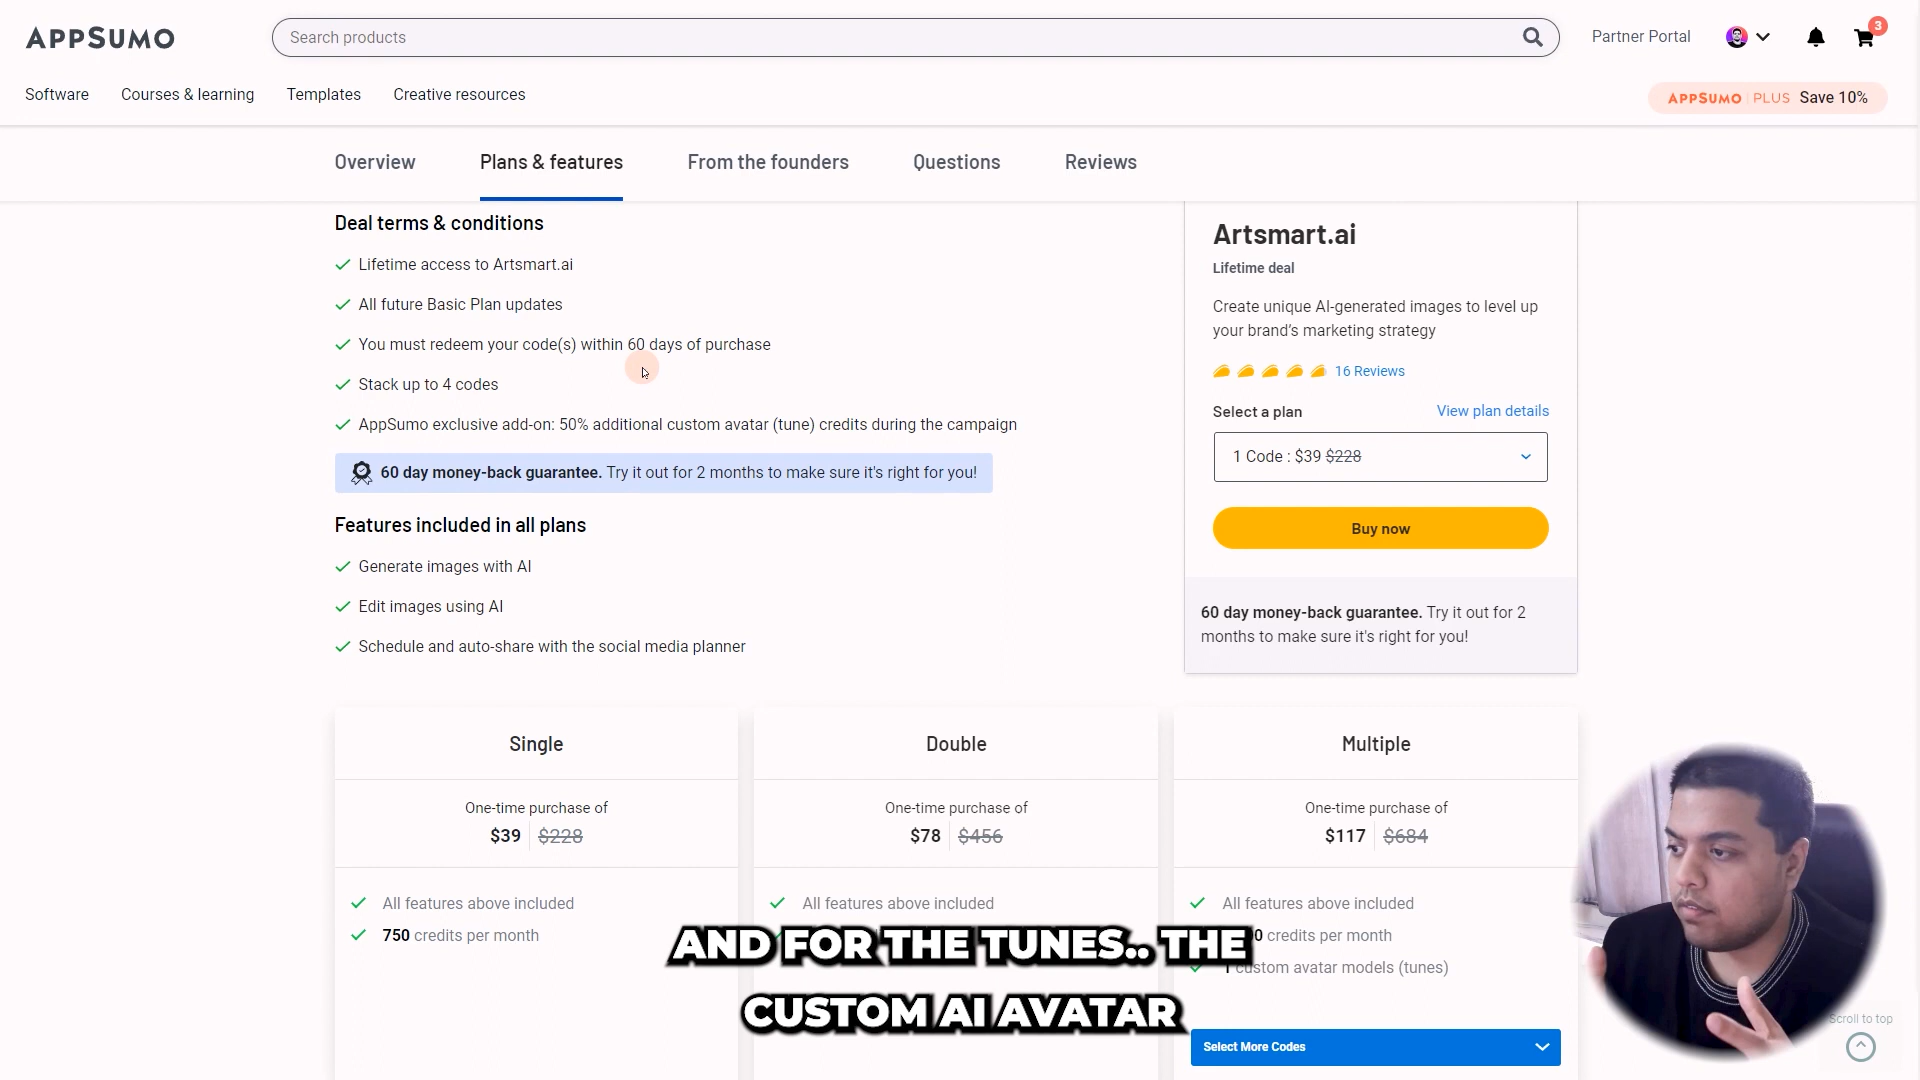 APPSUMO
Search products
Partner Portal
3
Software
Courses & learning
Templates
Creative resources
APPSUMO PLUS Save 10%
Overview
Plans & features
From the founders
Questions
Reviews
Deal terms & conditions
Lifetime access to Artsmart.ai
All future Basic Plan updates
You must redeem your code(s) within 60 days of purchase
Stack up to 4 codes
AppSumo exclusive add-on: 50% additional custom avatar (tune) credits during the campaign
60 day money-back guarantee. Try it out for 2 months to make sure it's right for you!
Features included in all plans
Generate images with AI
Edit images using AI
Schedule and auto-share with the social media planner
Artsmart.ai
Lifetime deal
Create unique AI-generated images to level up
your brand's marketing strategy
16 Reviews
Select a plan
View plan details
1 Code : $39 $228
Buy now
60 day money-back guarantee. Try it out for 2
months to make sure it's right for you!
Single
One-time purchase of
$39 $228
All features above included
750 credits per month
Double
One-time purchase of
$78 $456
All features above included
Multiple
One-time purchase of
$117 $684
All features above included
credits per month
1 custom avatar models (tunes)
Select More Codes
AND FOR THE TUNES.. THE
CUSTOM AI AVATAR
Scroll to top